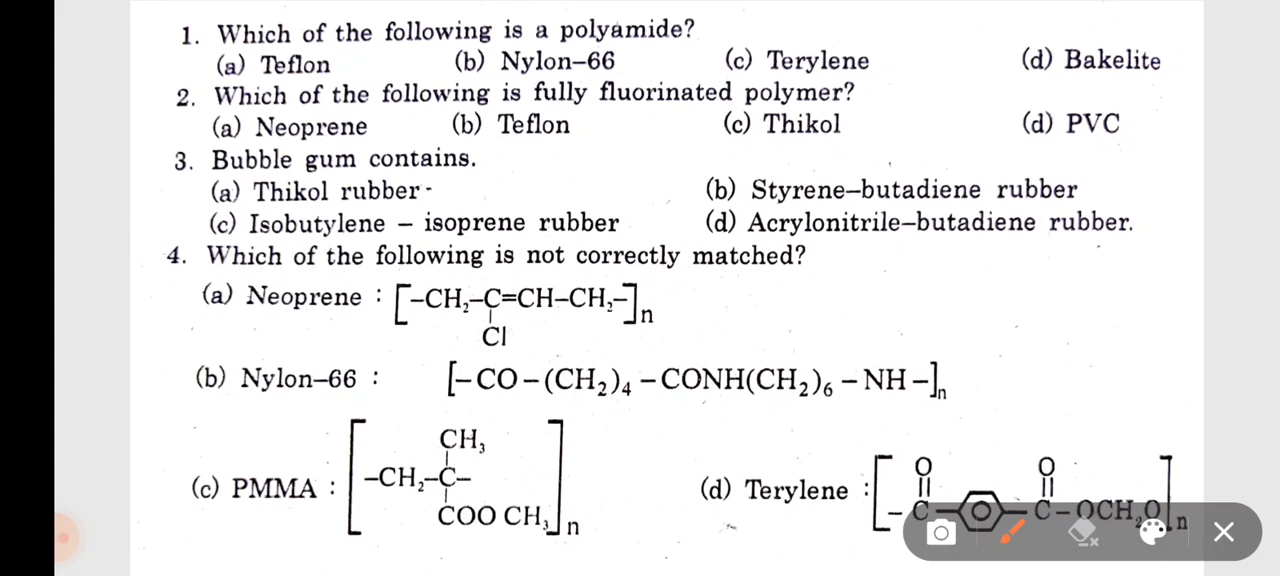 1. Which of the following is a polyamide?
(a) Teflon (b) Nylon–66 (c) Terylene (d) Bakelite
2. Which of the following is fully fluorinated polymer?
(a) Neoprene (b) Teflon (c) Thikol (d) PVC
3. Bubble gum contains.
(a) Thikol rubber (b) Styrene–butadiene rubber
(c) Isobutylene – isoprene rubber (d) Acrylonitrile–butadiene rubber.
4. Which of the following is not correctly matched?
(a) Neoprene : [–CH₂–C=CH–CH₂–]n
Cl
(b) Nylon–66 : [–CO–(CH₂)₄–CONH(CH₂)₆–NH–]n
CH₃
(c) PMMA : [–CH₂–C–
COO CH₃]n
O O
(d) Terylene : [–C– –C–OCH₂O]n